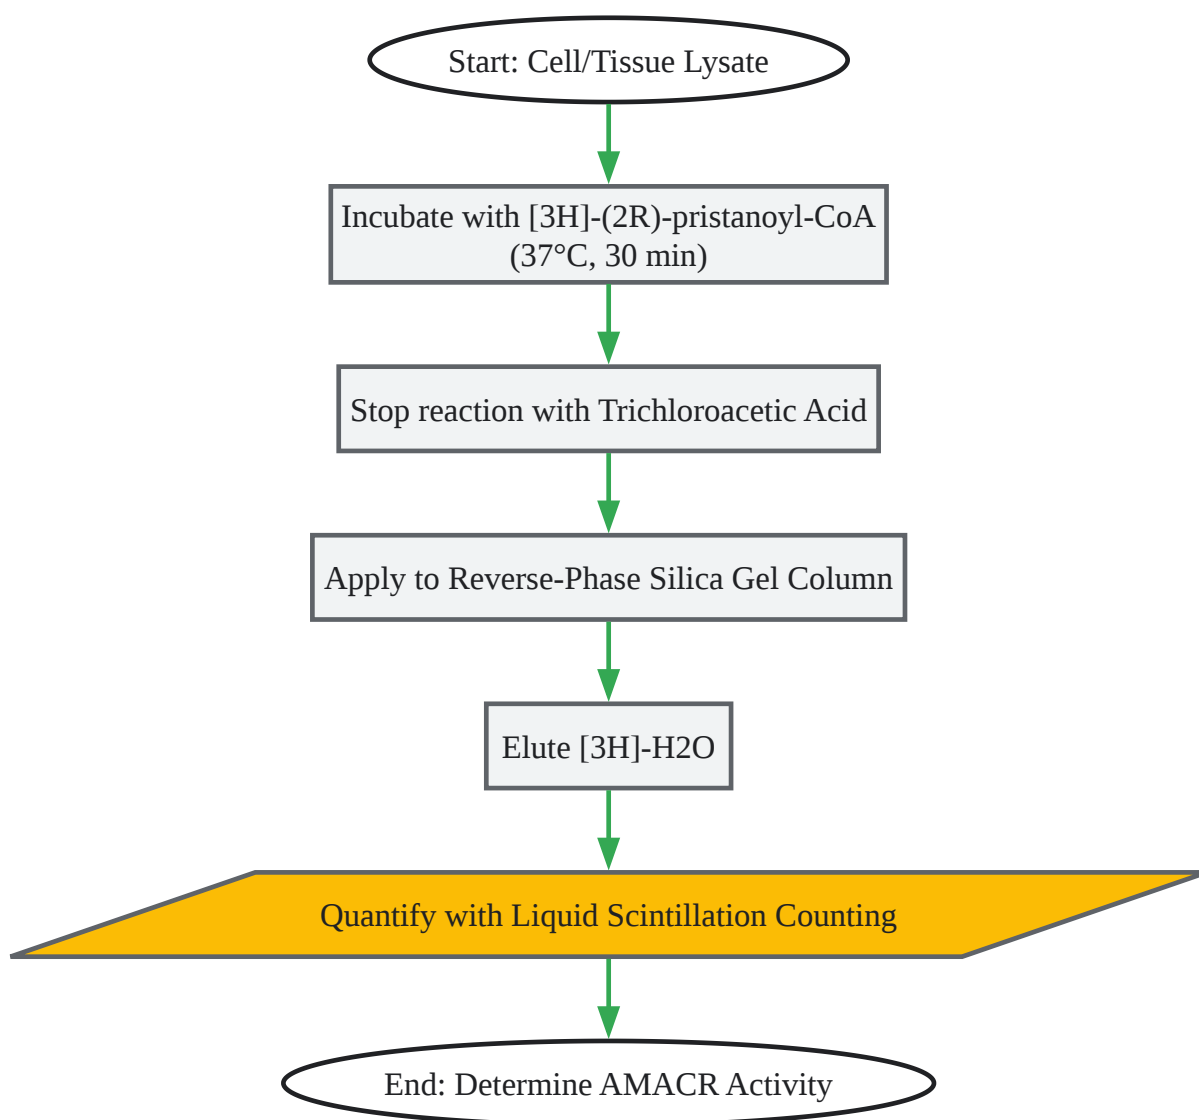 Start: Cell/Tissue Lysate
Incubate with [3H]-(2R)-pristanoyl-CoA
(37°C, 30 min)
Stop reaction with Trichloroacetic Acid
Apply to Reverse-Phase Silica Gel Column
Elute [3H]-H2O
Quantify with Liquid Scintillation Counting
End: Determine AMACR Activity